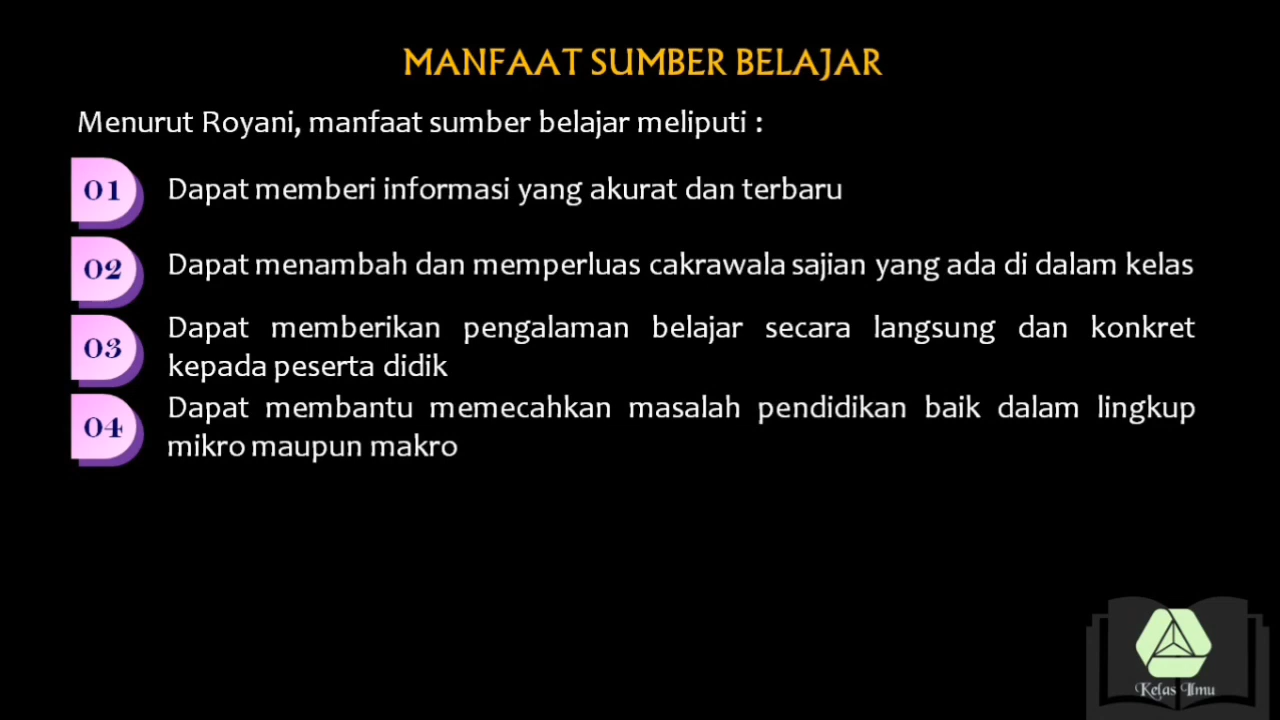 MANFAAT SUMBER BELAJAR
Menurut Royani, manfaat sumber belajar meliputi :
01 Dapat memberi informasi yang akurat dan terbaru
02 Dapat menambah dan memperluas cakrawala sajian yang ada di dalam kelas
03 Dapat memberikan pengalaman belajar secara langsung dan konkret
kepada peserta didik
04 Dapat membantu memecahkan masalah pendidikan baik dalam lingkup
mikro maupun makro
Kelas Ilmu